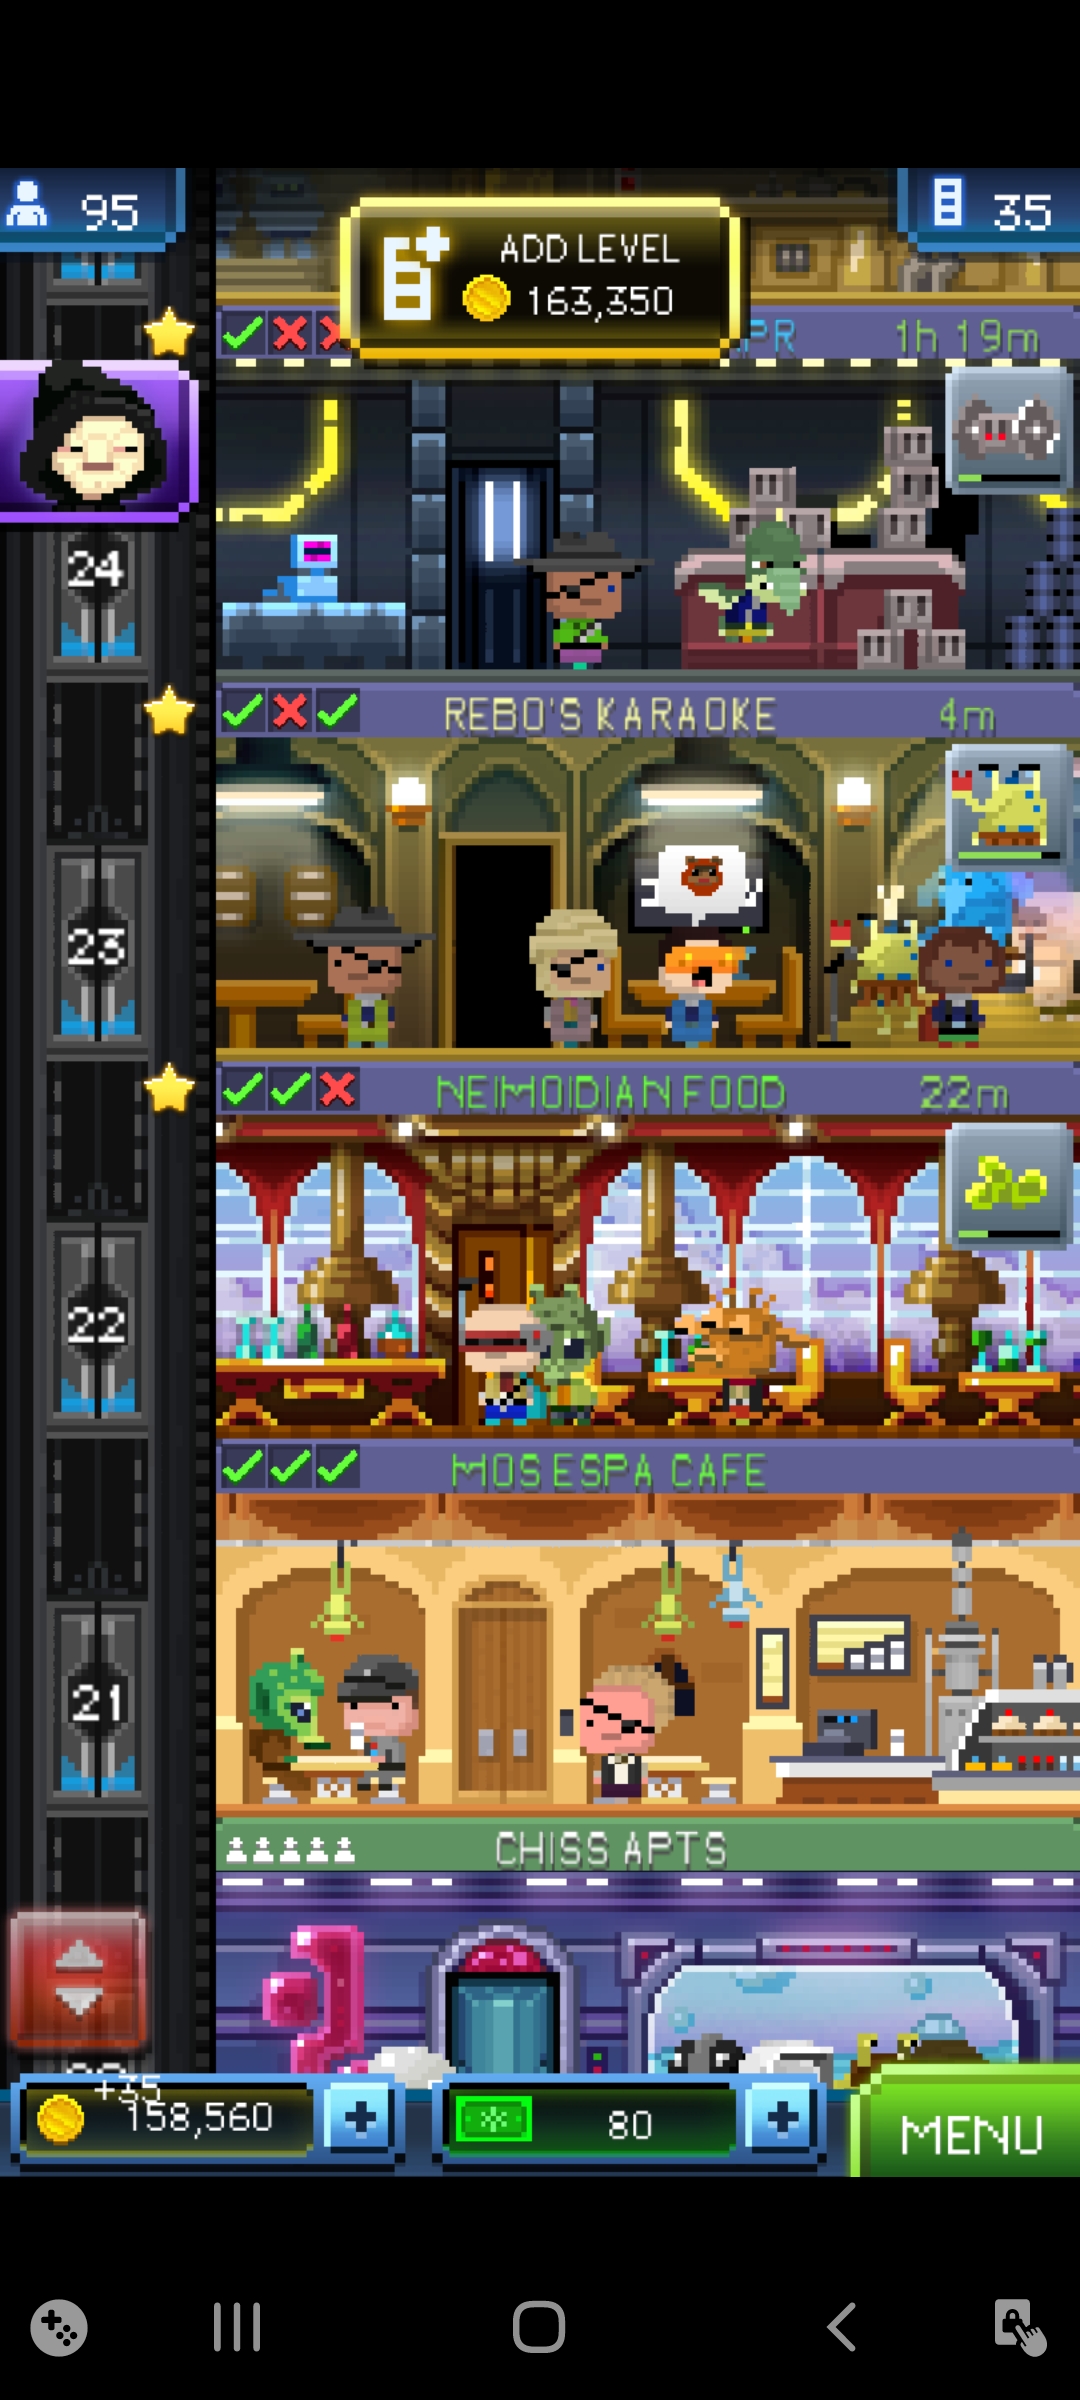 95
ADD LEVEL
163,350
35
PR
1h 19m
24
REBO'S KARAOKE
4m
23
NEIMOIDIAN FOOD
22m
22
MOS ESPA CAFE
21
CHISS APTS
+35
158,560
80
MENU